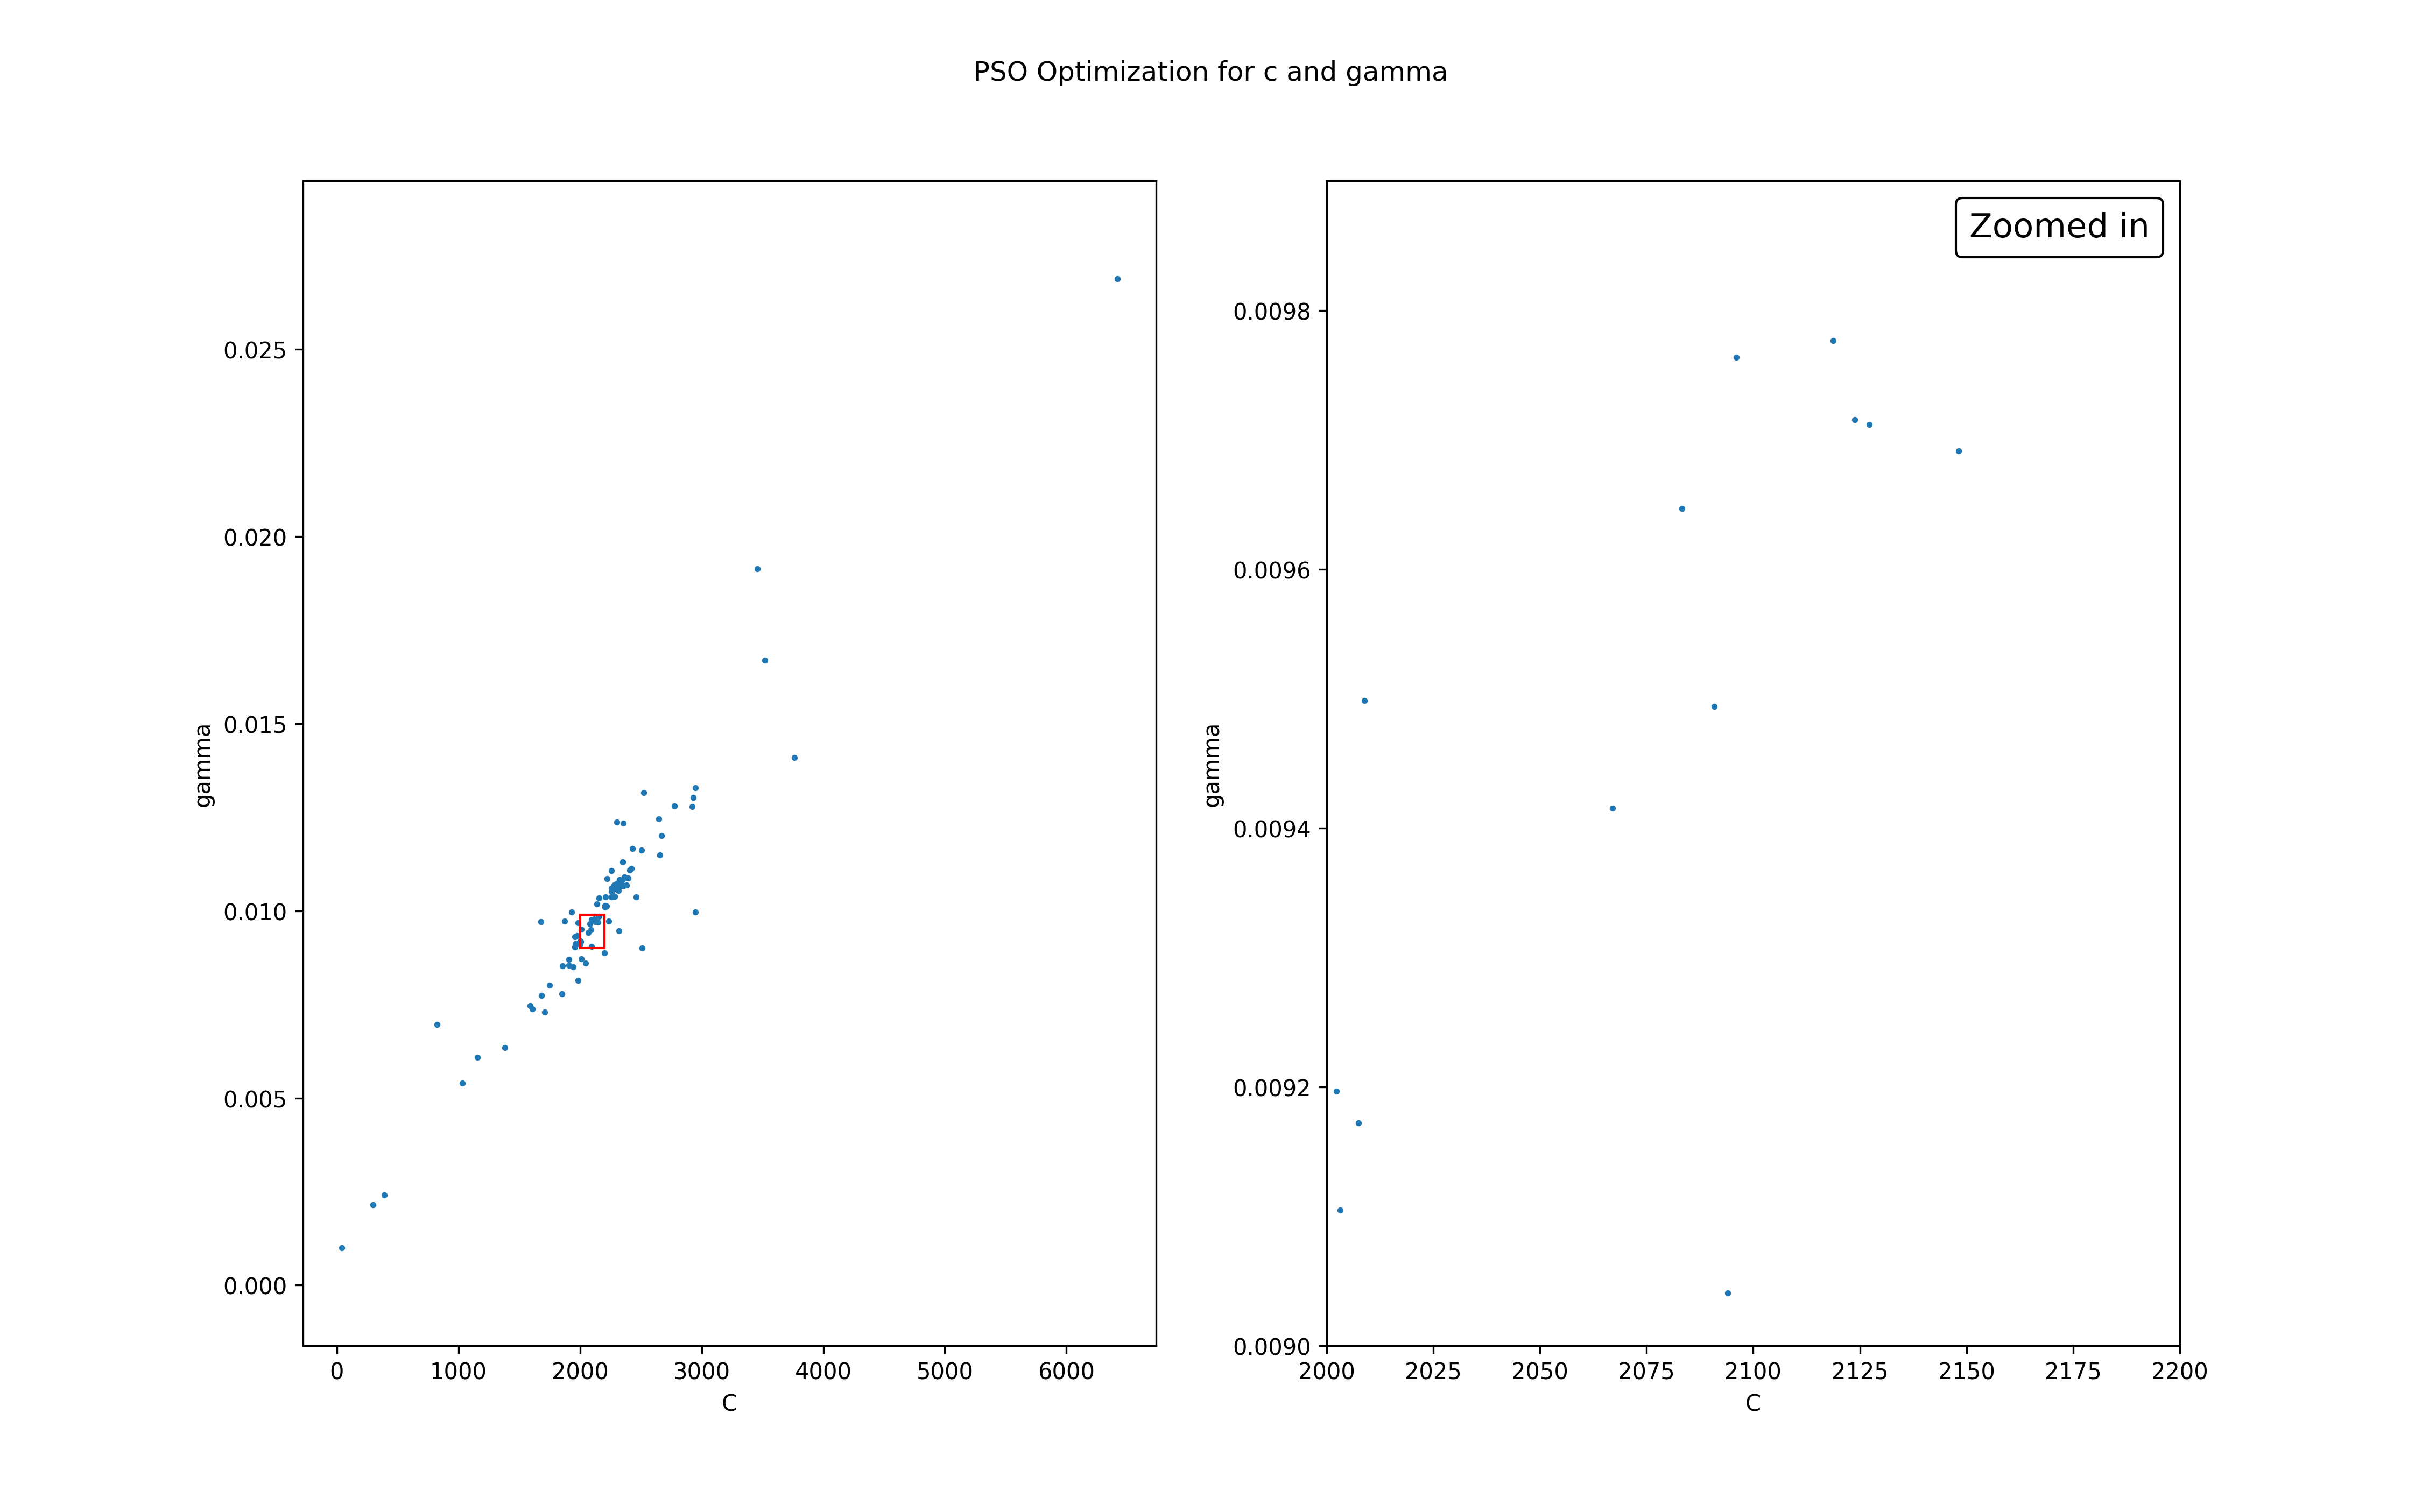 PSO Optimization for c and gamma
0.025
0.020
0.015
0.010
0.005
0.000
gamma
0 1000 2000 3000 4000 5000 6000
C
Zoomed in
0.0098
0.0096
0.0094
0.0092
0.0090
gamma
2000 2025 2050 2075 2100 2125 2150 2175 2200
C